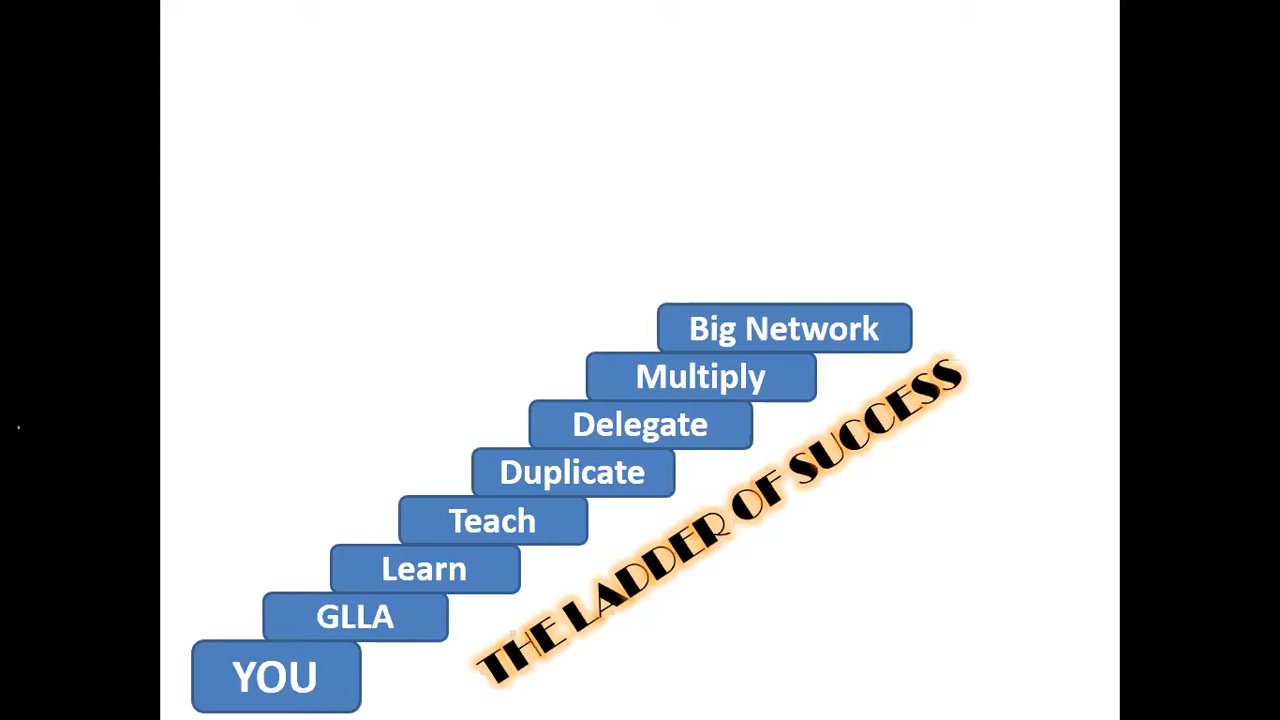 Big Network
Multiply
Delegate
Duplicate
Teach
Learn
GLLA
YOU
THE LADDER OF SUCCESS